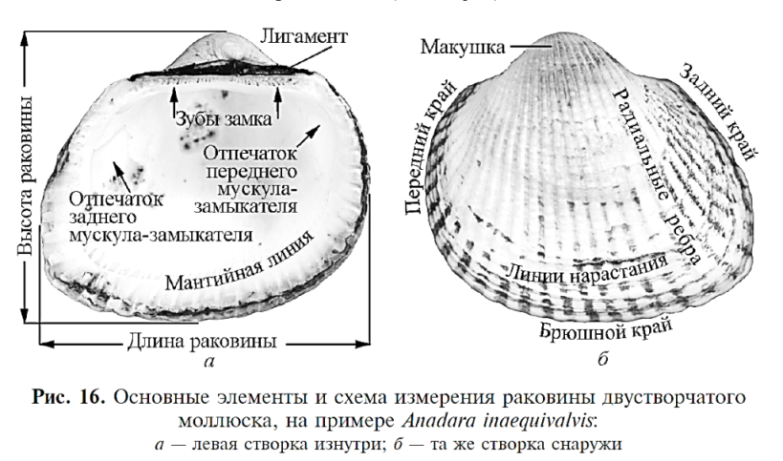 Лигамент
Зубы замка
Отпечаток
переднего
мускула-
замыкателя
Отпечаток
заднего
мускула-замыкателя
Мантийная линия
Высота раковины
Длина раковины
а
Макушка
Передний край
Задний край
Радиальные ребра
Линии нарастания
Брюшной край
б
Рис. 16. Основные элементы и схема измерения раковины двустворчатого
моллюска, на примере Anadara inaequivalvis:
а — левая створка изнутри; б — та же створка снаружи